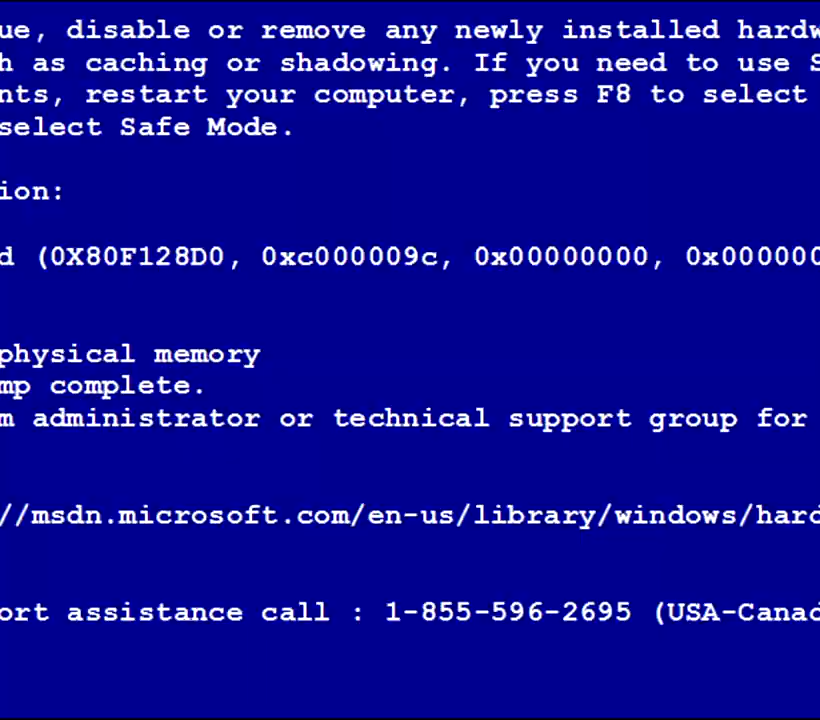 ue, disable or remove any newly installed hardw
h as caching or shadowing. If you need to use S
nts, restart your computer, press F8 to select
select Safe Mode.
ion:
d (0X80F128D0, 0xc000009c, 0x00000000, 0x000000
physical memory
mp complete.
m administrator or technical support group for
//msdn.microsoft.com/en-us/library/windows/hard
ort assistance call : 1-855-596-2695 (USA-Canad